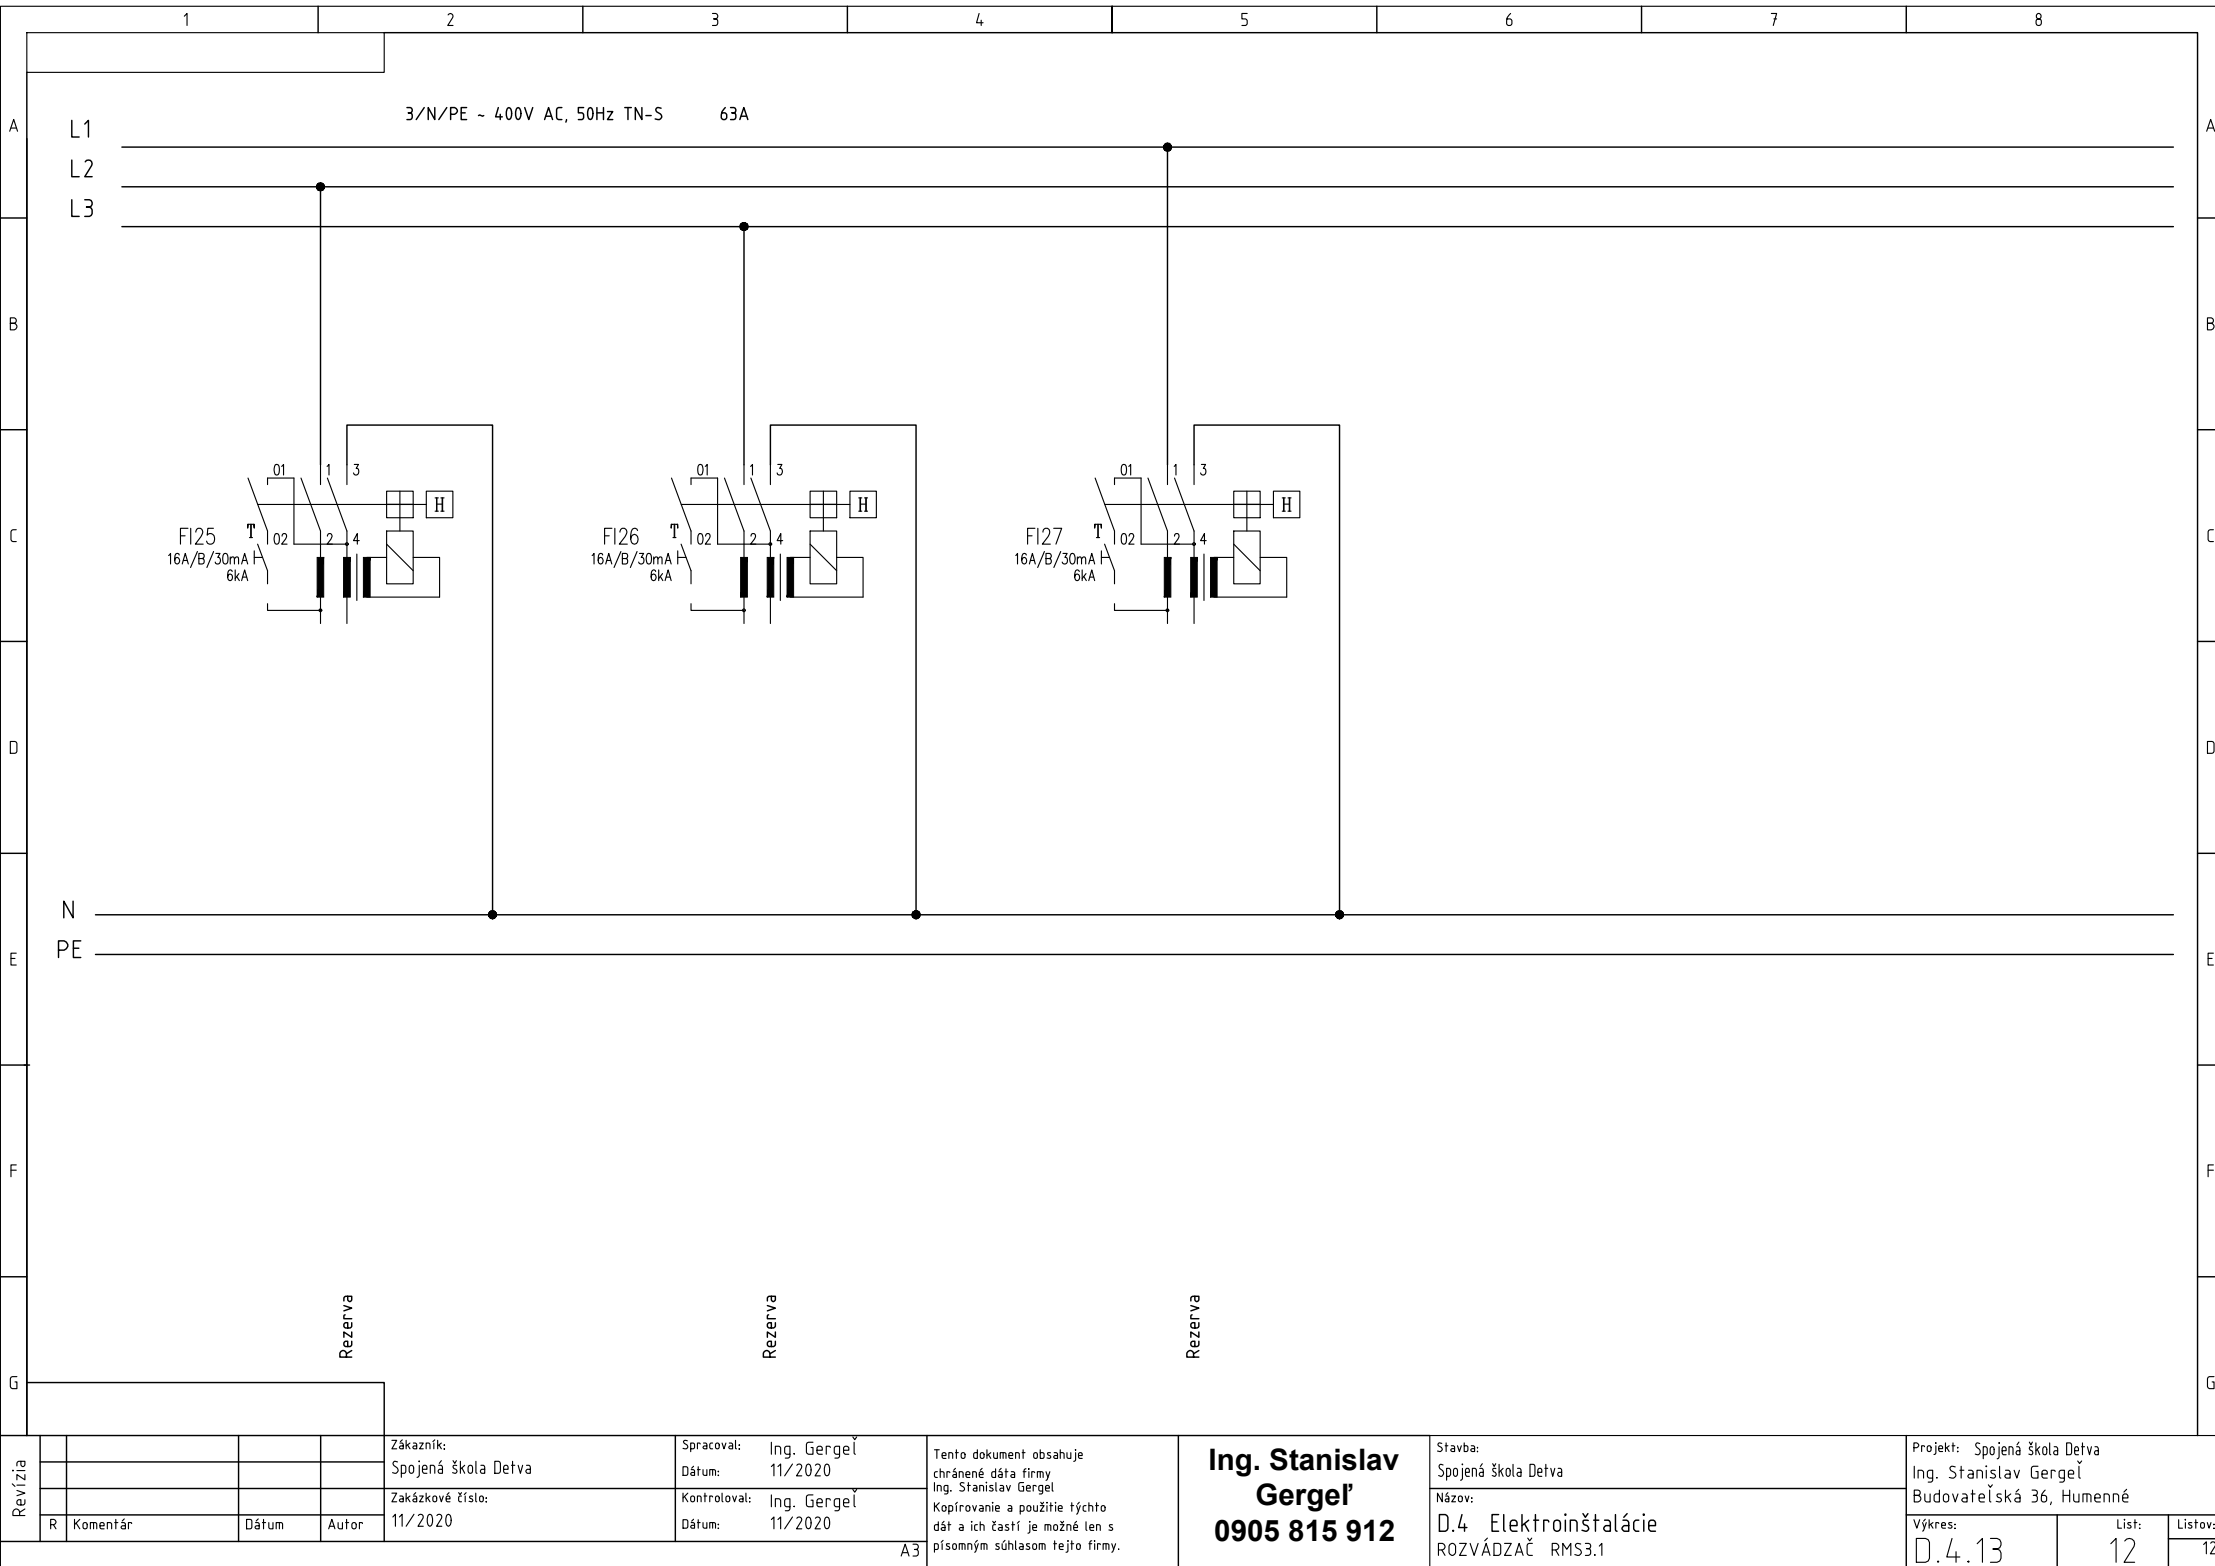 1 2 3 4 5 6 7 8
3/N/PE ~ 400V AC, 50Hz TN-S 63A
A L1 A
L2
L3
B B
01 1 3 01 1 3 01 1 3
H H H
C FI25 T 02 2 4 FI26 T 02 2 4 FI27 T 02 2 4 C
16A/B/30mA 16A/B/30mA 16A/B/30mA
6kA 6kA 6kA
D D
N
PE
E E
F F
Rezerva Rezerva Rezerva
G G
Revízia
R Komentár Dátum Autor
Zákazník:
Spojená škola Detva
Zakázkové číslo:
11/2020
Spracoval: Ing. Gergeľ
Dátum: 11/2020
Kontroloval: Ing. Gergeľ
Dátum: 11/2020
A3
Tento dokument obsahuje
chránené dáta firmy
Ing. Stanislav Gergel
Kopírovanie a použitie týchto
dát a ich častí je možné len s
písomným súhlasom tejto firmy.
Ing. Stanislav
Gergeľ
0905 815 912
Stavba:
Spojená škola Detva
Názov:
D.4 Elektroinštalácie
ROZVÁDZAČ RMS3.1
Projekt: Spojená škola Detva
Ing. Stanislav Gergeľ
Budovateľská 36, Humenné
Výkres: List: Listov:
D.4.13 12 12